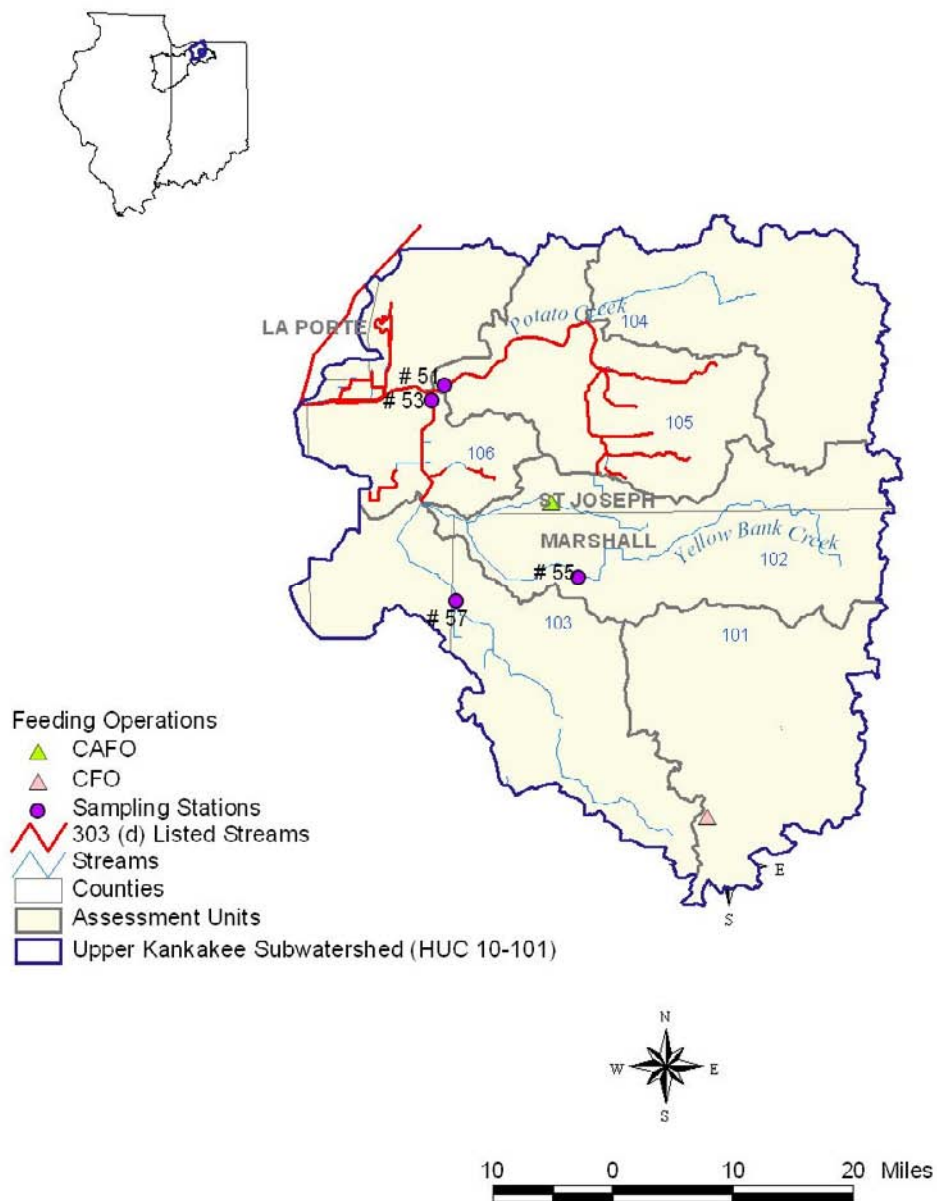 LA PORTE
Potato Creek
104
# 51
# 53
105
106
ST JOSEPH
MARSHALL
Yellow Bank Creek
102
# 55
# 57
103
101
Feeding Operations
CAFO
CFO
Sampling Stations
303 (d) Listed Streams
Streams
Counties
Assessment Units
Upper Kankakee Subwatershed (HUC 10-101)
E
S
N
W
E
S
10 0 10 20 Miles